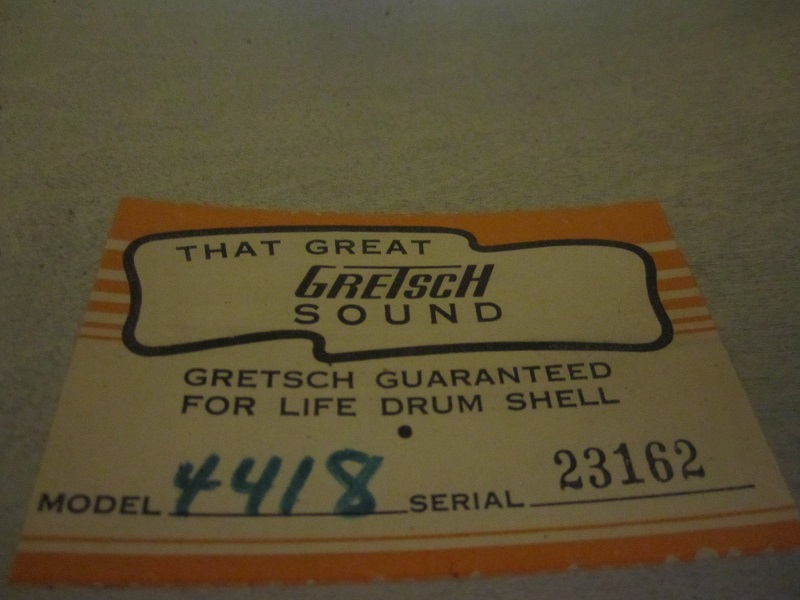 THAT GREAT
GRETSCH
SOUND
GRETSCH GUARANTEED
FOR LIFE DRUM SHELL
MODEL 4418 SERIAL 23162